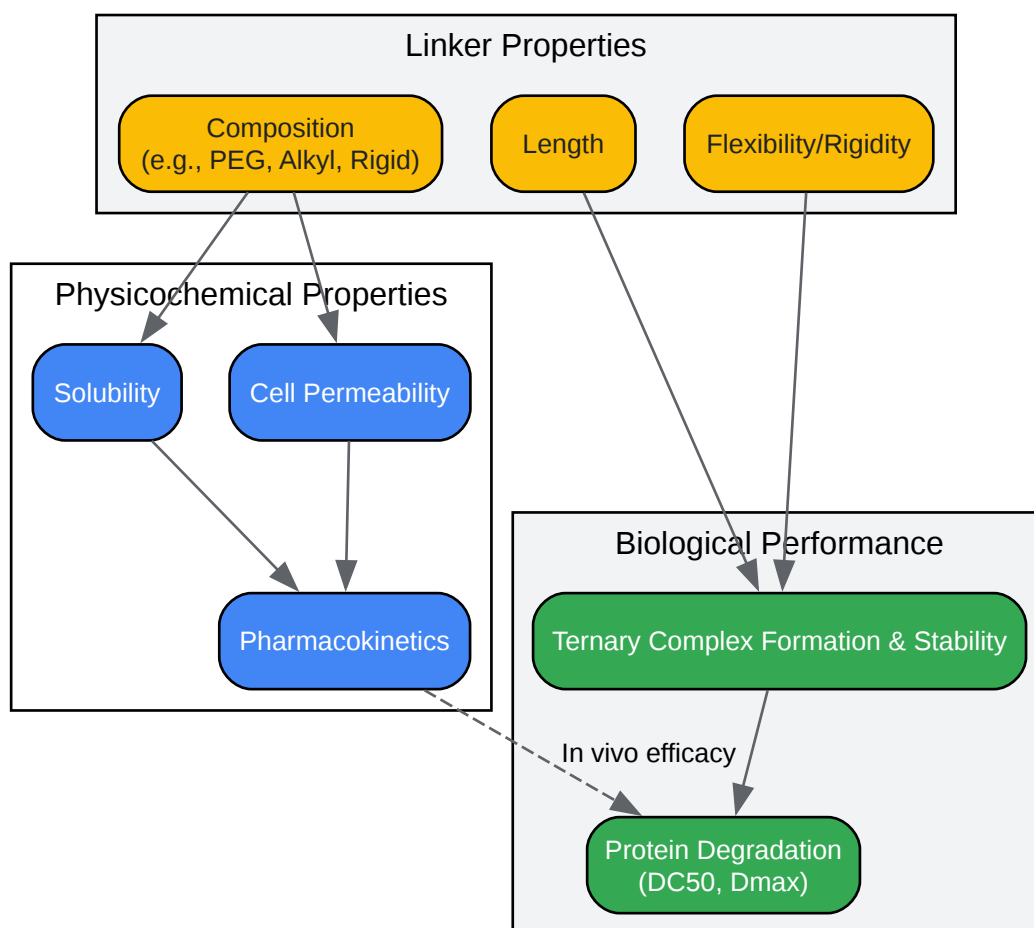 Linker Properties
Composition
(e.g., PEG, Alkyl, Rigid)
Length
Flexibility/Rigidity
Physicochemical Properties
Solubility
Cell Permeability
Pharmacokinetics
Biological Performance
Ternary Complex Formation & Stability
In vivo efficacy
Protein Degradation
(DC50, Dmax)